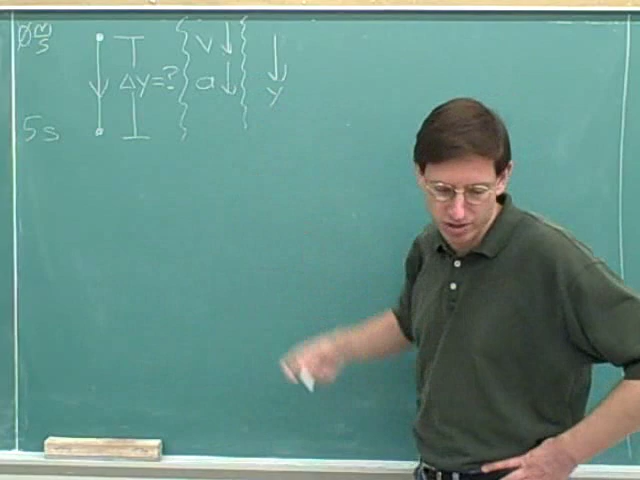 0 m/s
v ↓
Δy=?
a ↓
y
5s